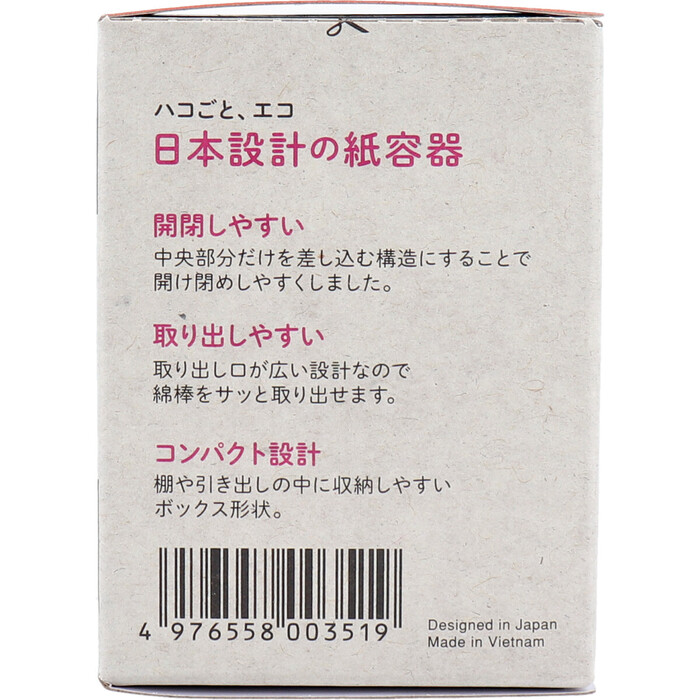 ハコごと、エコ
日本設計の紙容器
開閉しやすい
中央部分だけを差し込む構造にすることで
開け閉めしやすくしました。
取り出しやすい
取り出し口が広い設計なので
綿棒をサッと取り出せます。
コンパクト設計
棚や引き出しの中に収納しやすい
ボックス形状。
4 976558 003519
Designed in Japan
Made in Vietnam